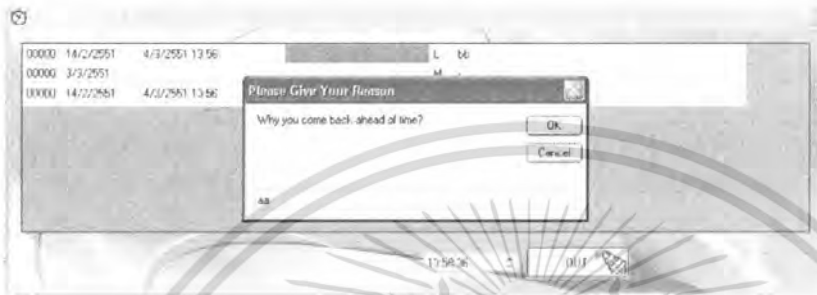 00000 14/2/2551 4/3/2551 13:56 L bb
00000 3/3/2551 M -
00000 14/2/2551 4/3/2551 13:56
Please Give Your Reason
Why you come back ahead of time?
OK
Cancel
aa
13:58:36
OUT